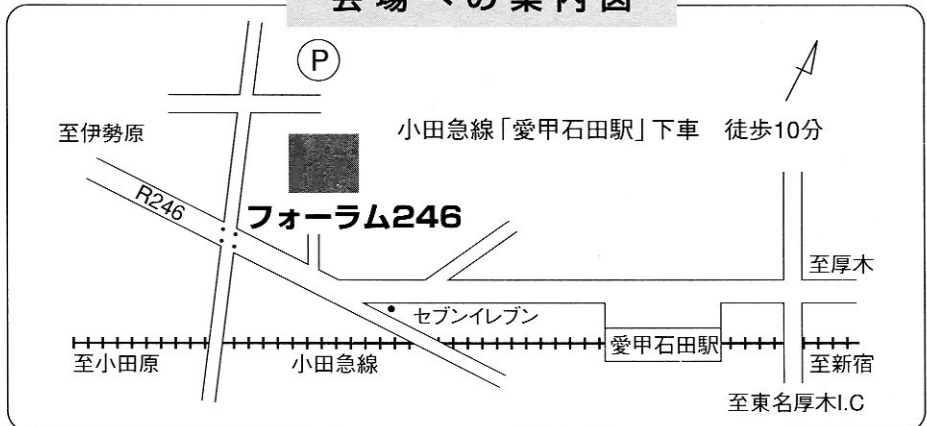 会場への案内図
P
小田急線「愛甲石田駅」下車　徒歩10分
至伊勢原
R246
フォーラム246
至厚木
セブンイレブン
愛甲石田駅
至小田原
小田急線
至新宿
至東名厚木I.C